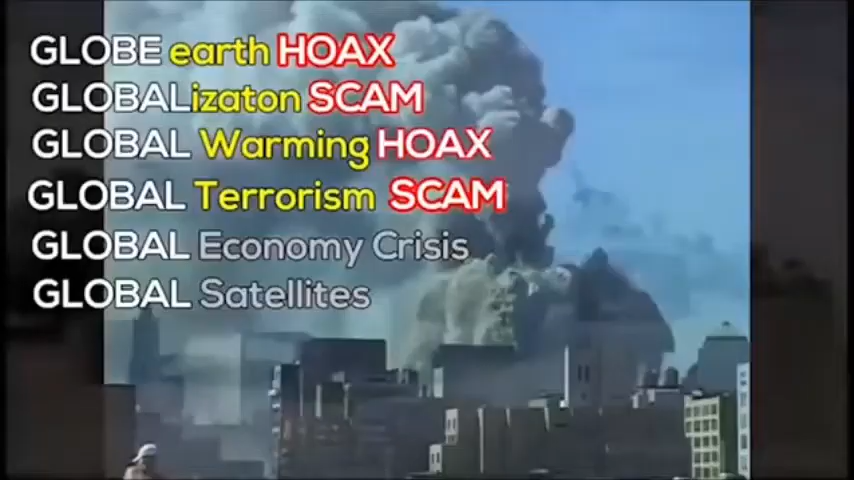 GLOBE earth HOAX
GLOBALizaton SCAM
GLOBAL Warming HOAX
GLOBAL Terrorism SCAM
GLOBAL Economy Crisis
GLOBAL Satellites